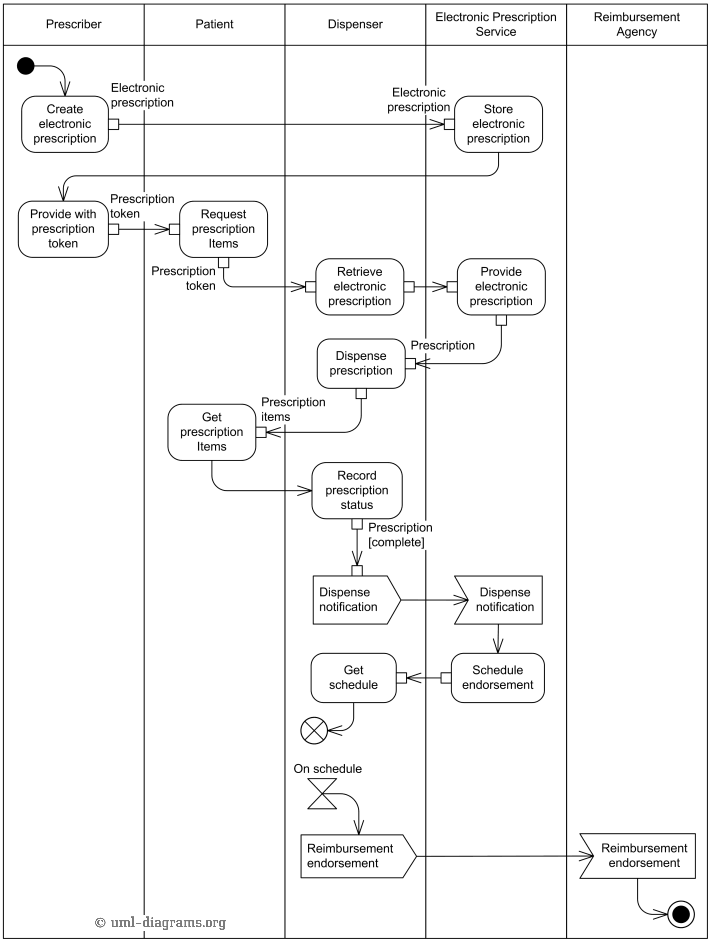 Prescriber
Patient
Dispenser
Electronic Prescription
Service
Reimbursement
Agency
Create
electronic
prescription
Electronic
prescription
Electronic
prescription
Store
electronic
prescription
Provide with
prescription
token
Prescription
token
Request
prescription
Items
Prescription
token
Retrieve
electronic
prescription
Provide
electronic
prescription
Prescription
Dispense
prescription
Prescription
items
Get
prescription
Items
Record
prescription
status
Prescription
[complete]
Dispense
notification
Dispense
notification
Get
schedule
Schedule
endorsement
On schedule
Reimbursement
endorsement
Reimbursement
endorsement
© uml-diagrams.org